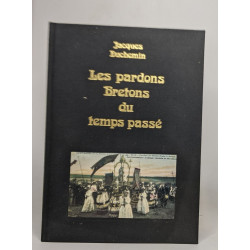 Jacques
Duchemin
Les pardons
Bretons
du
temps passé